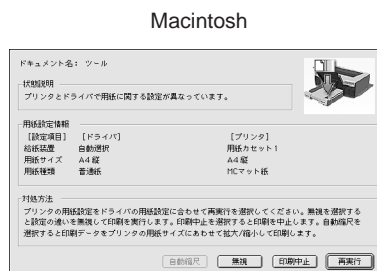 Macintosh
ドキュメント名： ツール
状態説明
プリンタとドライバで用紙に関する設定が異なっています。
用紙設定情報
［設定項目］ ［ドライバ］ ［プリンタ］
給紙装置 自動選択 用紙カセット１
用紙サイズ A4 縦 A4 縦
用紙種類 普通紙 MCマット紙
対処方法
プリンタの用紙設定をドライバの用紙設定に合わせて再実行を選択してください。無視を選択する
と設定の違いを無視して印刷を実行します。印刷中止を選択すると印刷を中止します。自動縮尺を
選択すると印刷データをプリンタの用紙サイズにあわせて拡大/縮小して印刷します。
自動縮尺 無視 印刷中止 再実行